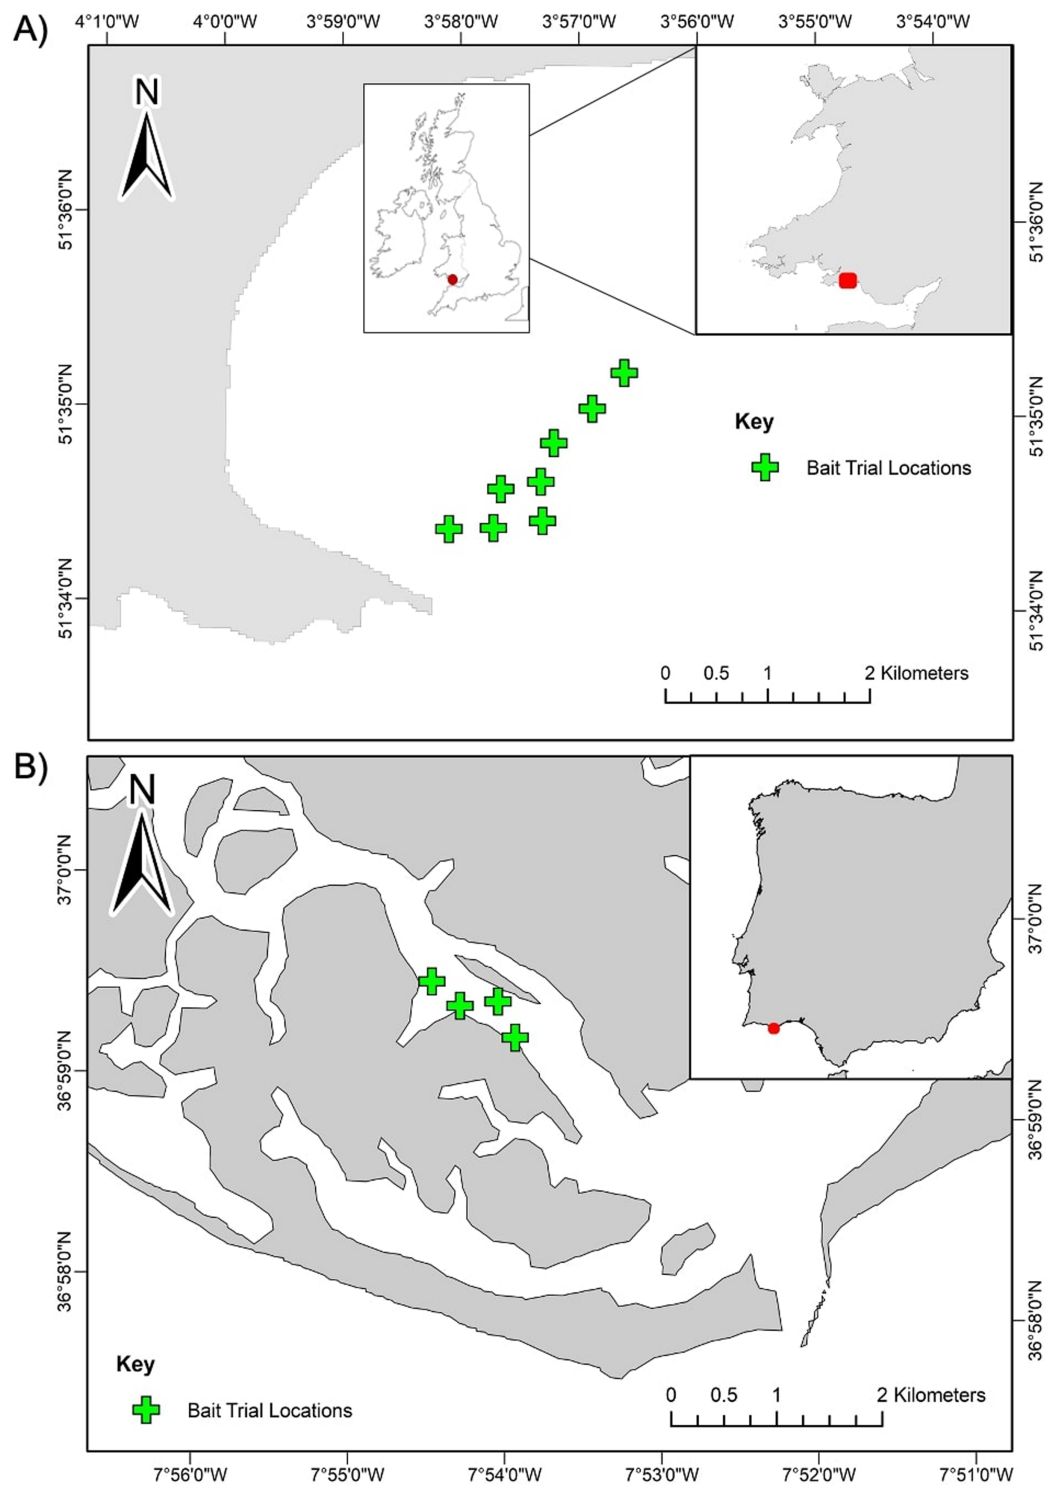 A)
4°1'0"W 4°0'0"W 3°59'0"W 3°58'0"W 3°57'0"W 3°56'0"W 3°55'0"W 3°54'0"W
N
51°36'0"N
51°36'0"N
51°35'0"N
51°35'0"N
Key
Bait Trial Locations
51°34'0"N
51°34'0"N
0 0.5 1 2 Kilometers
B)
N
37°0'0"N
37°0'0"N
36°59'0"N
36°59'0"N
36°58'0"N
36°58'0"N
Key
Bait Trial Locations
0 0.5 1 2 Kilometers
7°56'0"W 7°55'0"W 7°54'0"W 7°53'0"W 7°52'0"W 7°51'0"W